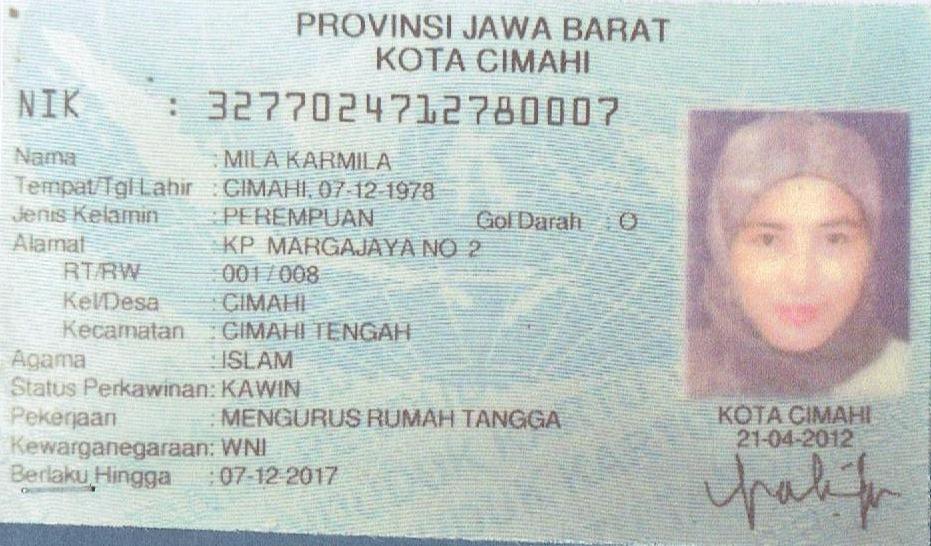 PROVINSI JAWA BARAT
KOTA CIMAHI
NIK : 3277024712780007
Nama : MILA KARMILA
Tempat/Tgl Lahir : CIMAHI, 07-12-1978
Jenis Kelamin : PEREMPUAN Gol Darah : O
Alamat : KP MARGAJAYA NO 2
RT/RW : 001 / 008
Kel/Desa : CIMAHI
Kecamatan : CIMAHI TENGAH
Agama : ISLAM
Status Perkawinan: KAWIN
Pekerjaan : MENGURUS RUMAH TANGGA
Kewarganegaraan: WNI
Berlaku Hingga : 07-12-2017
KOTA CIMAHI
21-04-2012